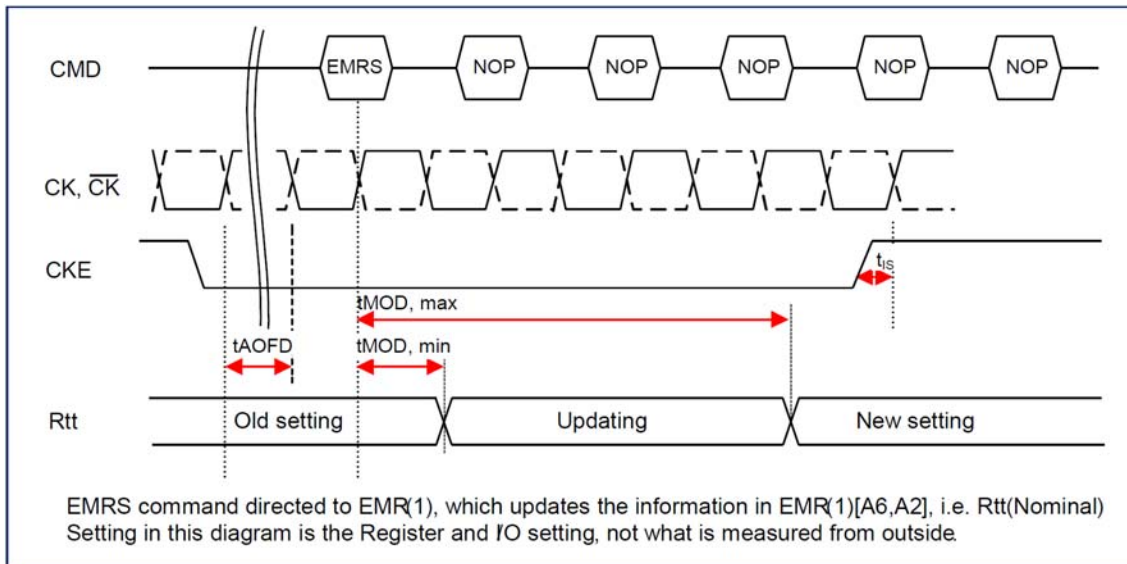 CMD
EMRS
NOP
NOP
NOP
NOP
NOP
CK, CK
CKE
tIS
tMOD, max
tAOFD
tMOD, min
Rtt
Old setting
Updating
New setting
EMRS command directed to EMR(1), which updates the information in EMR(1)[A6,A2], i.e. Rtt(Nominal)
Setting in this diagram is the Register and I/O setting, not what is measured from outside.